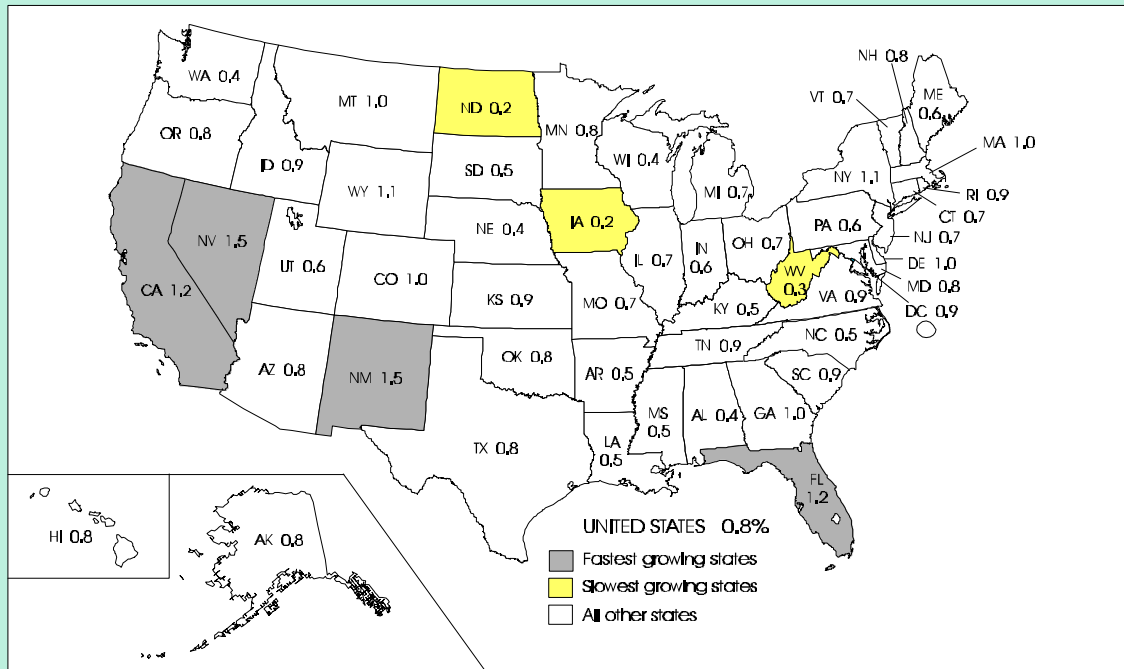 NH 0.8
WA 0.4
VT 0.7
ME
0.6
MT 1.0
ND 0.2
MN 0.8
OR 0.8
MA 1.0
WI 0.4
ID 0.9
SD 0.5
NY 1.1
MI 0.7
WY 1.1
RI 0.9
CT 0.7
IA 0.2
PA 0.6
NE 0.4
NV 1.5
NJ 0.7
OH 0.7
IN
0.6
IL 0.7
UT 0.6
DE 1.0
CO 1.0
WV
0.3
MD 0.8
CA 1.2
KS 0.9
VA 0.9
MO 0.7
KY 0.5
DC 0.9
NC 0.5
TN 0.9
OK 0.8
AZ 0.8
NM 1.5
AR 0.5
SC 0.9
MS
0.5
AL 0.4
GA 1.0
TX 0.8
LA
0.5
FL
1.2
UNITED STATES 0.8%
HI 0.8
AK 0.8
Fastest growing states
Slowest growing states
All other states